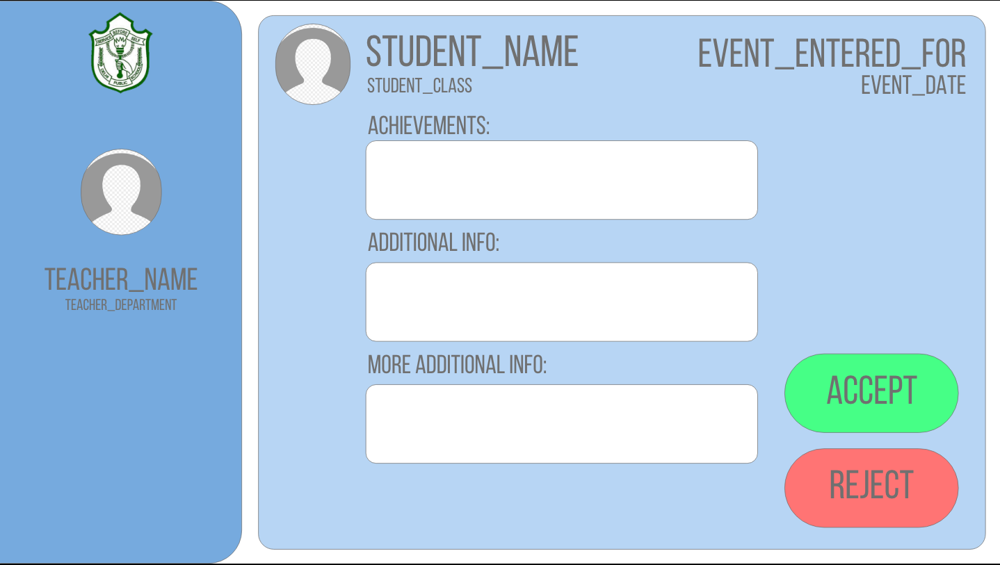 SERVICE BEFORE SELF
DELHI PUBLIC SCHOOL
TEACHER_NAME
TEACHER_DEPARTMENT
STUDENT_NAME
STUDENT_CLASS
EVENT_ENTERED_FOR
EVENT_DATE
ACHIEVEMENTS:
ADDITIONAL INFO:
MORE ADDITIONAL INFO:
ACCEPT
REJECT